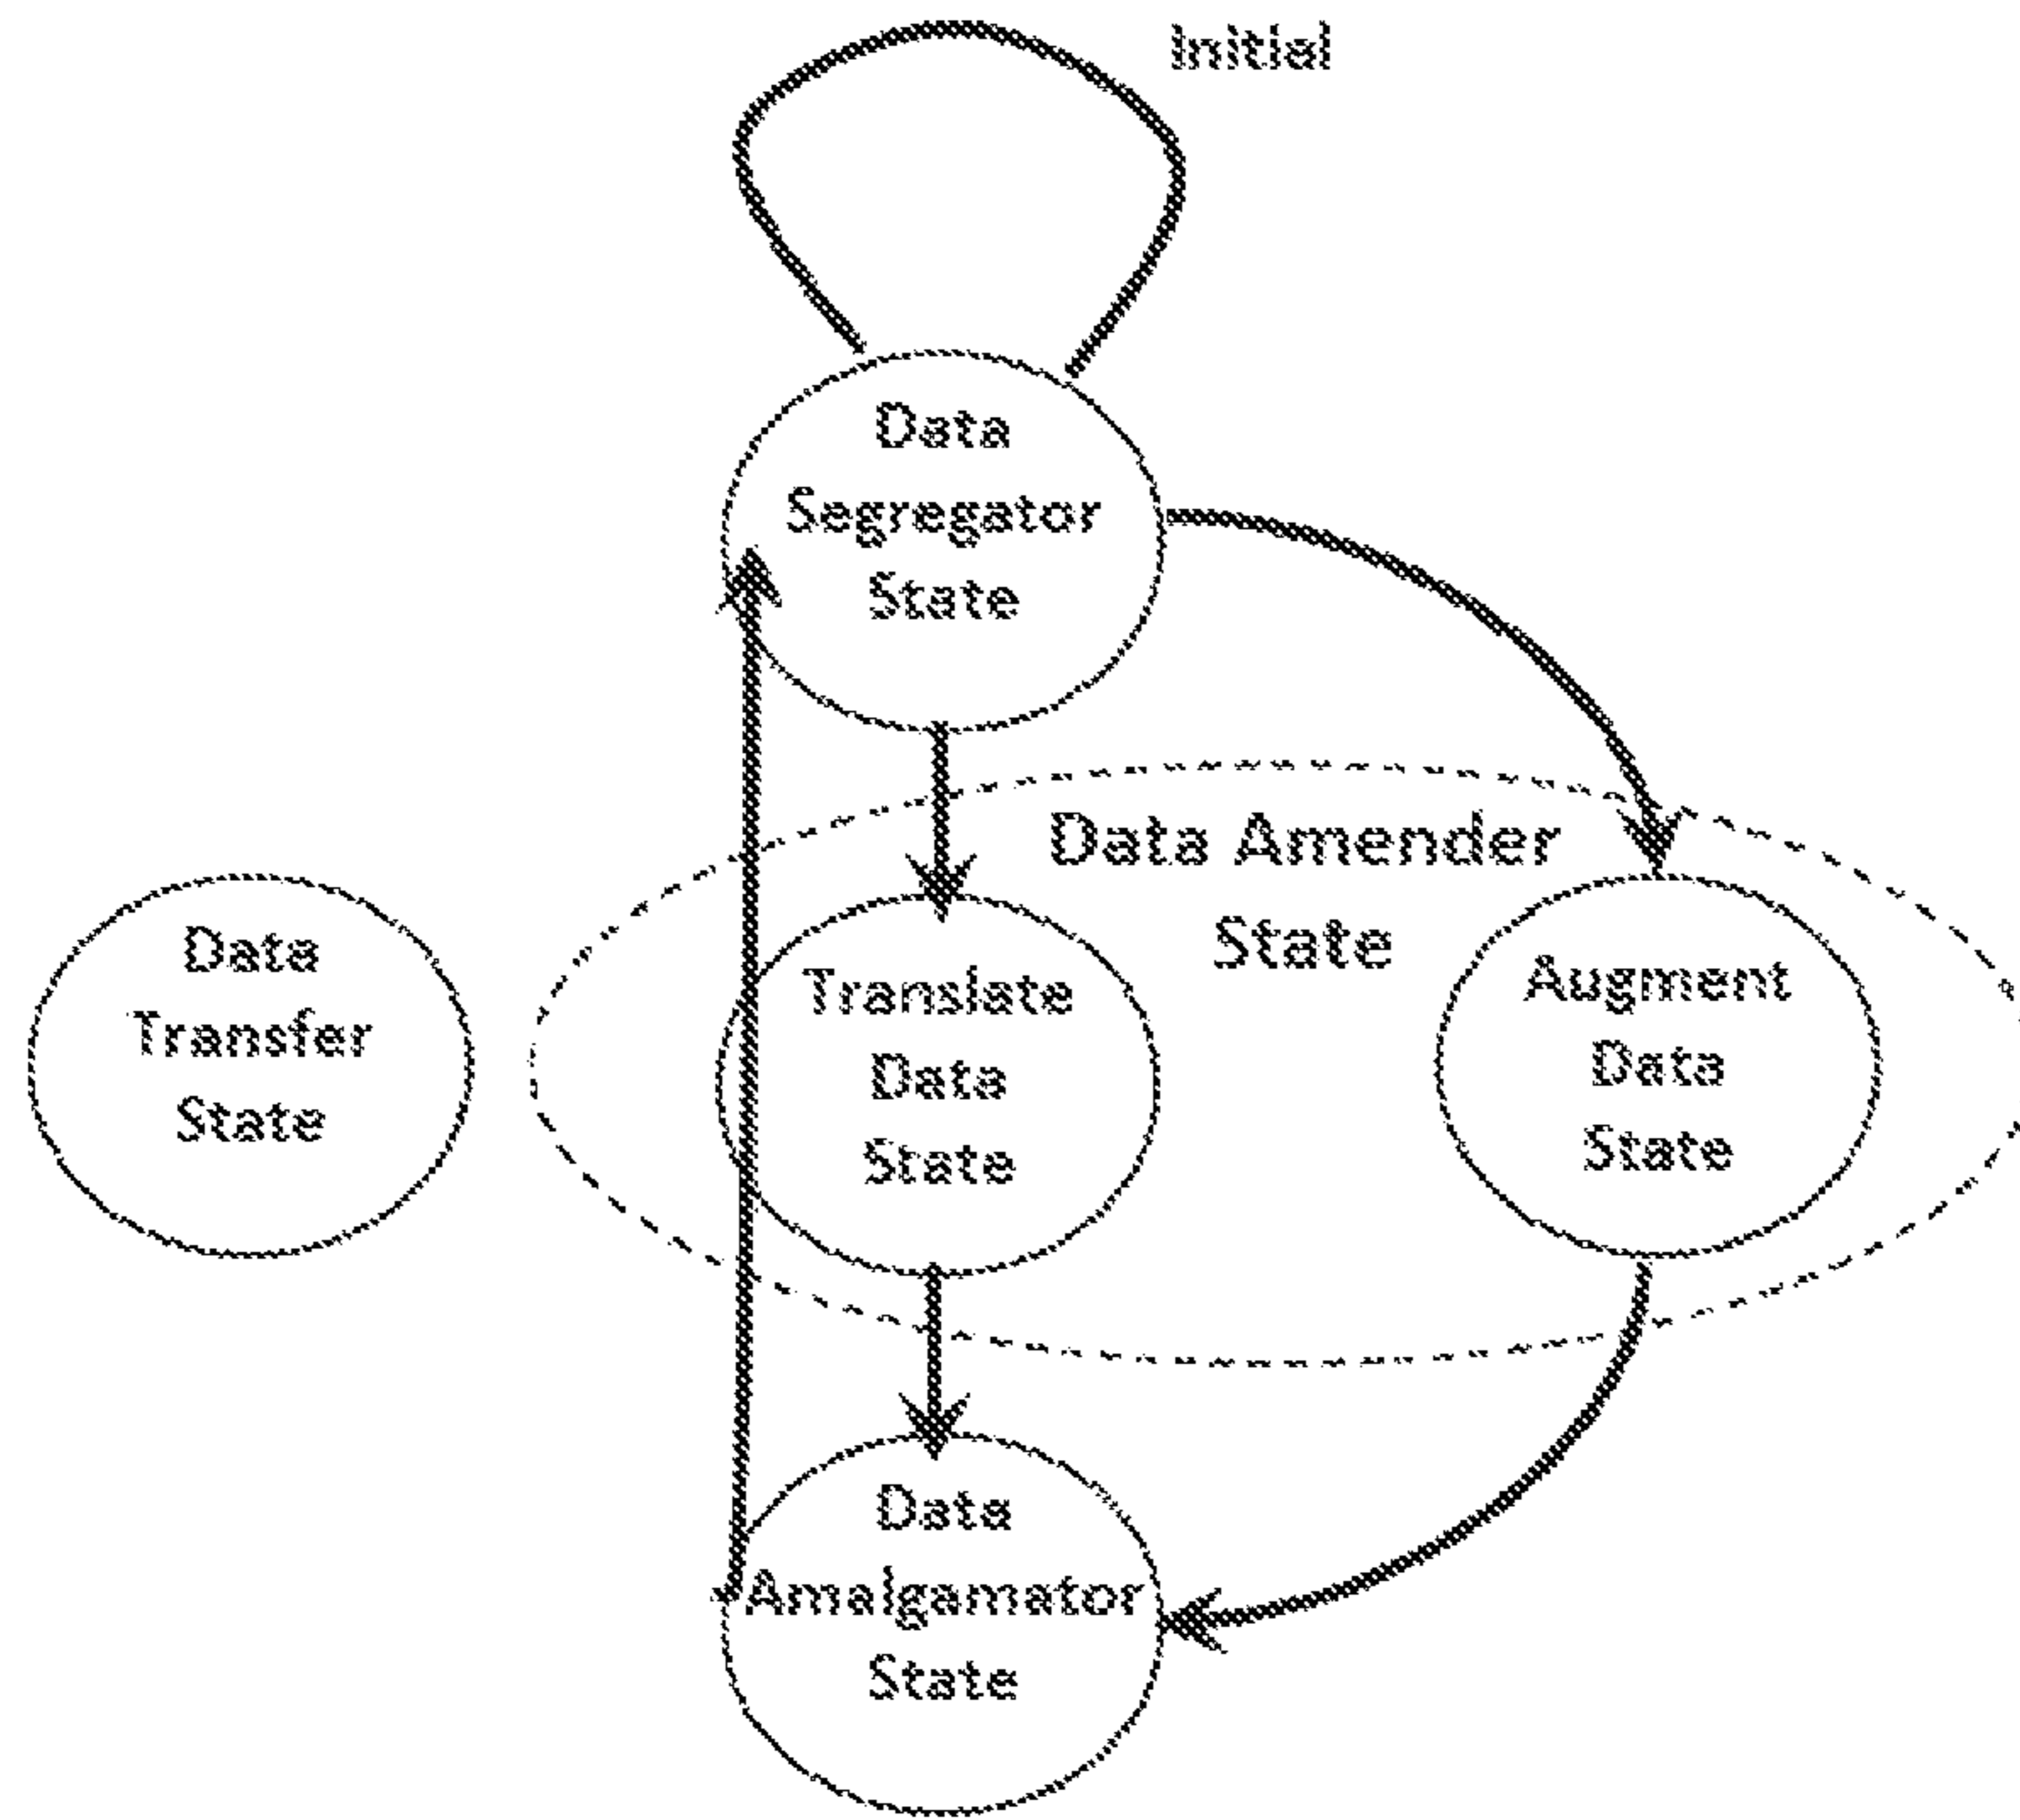 Initial
Data
Segregator
State
Data Amender
State
Data
Transfer
State
Translate
Data
State
Augment
Data
State
Data
Amalgamator
State